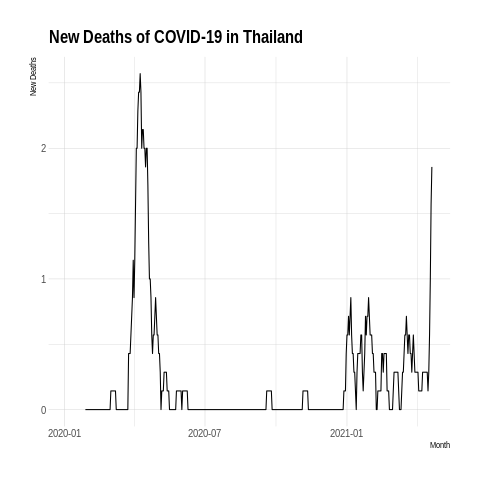 New Deaths of COVID-19 in Thailand
New Deaths
2
1
0
2020-01
2020-07
2021-01
Month